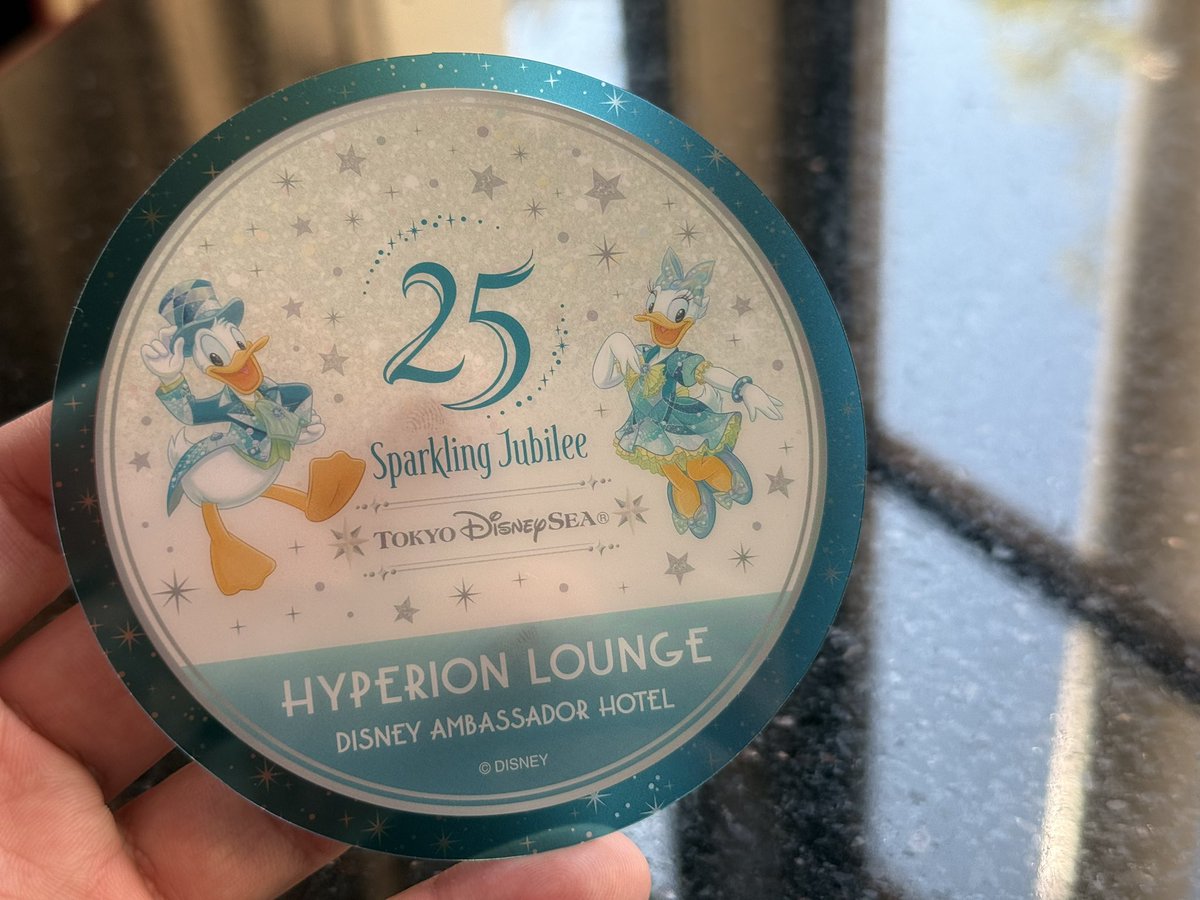 25
Sparkling Jubilee
TOKYO DisneySEA®
HYPERION LOUNGE
DISNEY AMBASSADOR HOTEL
© DISNEY